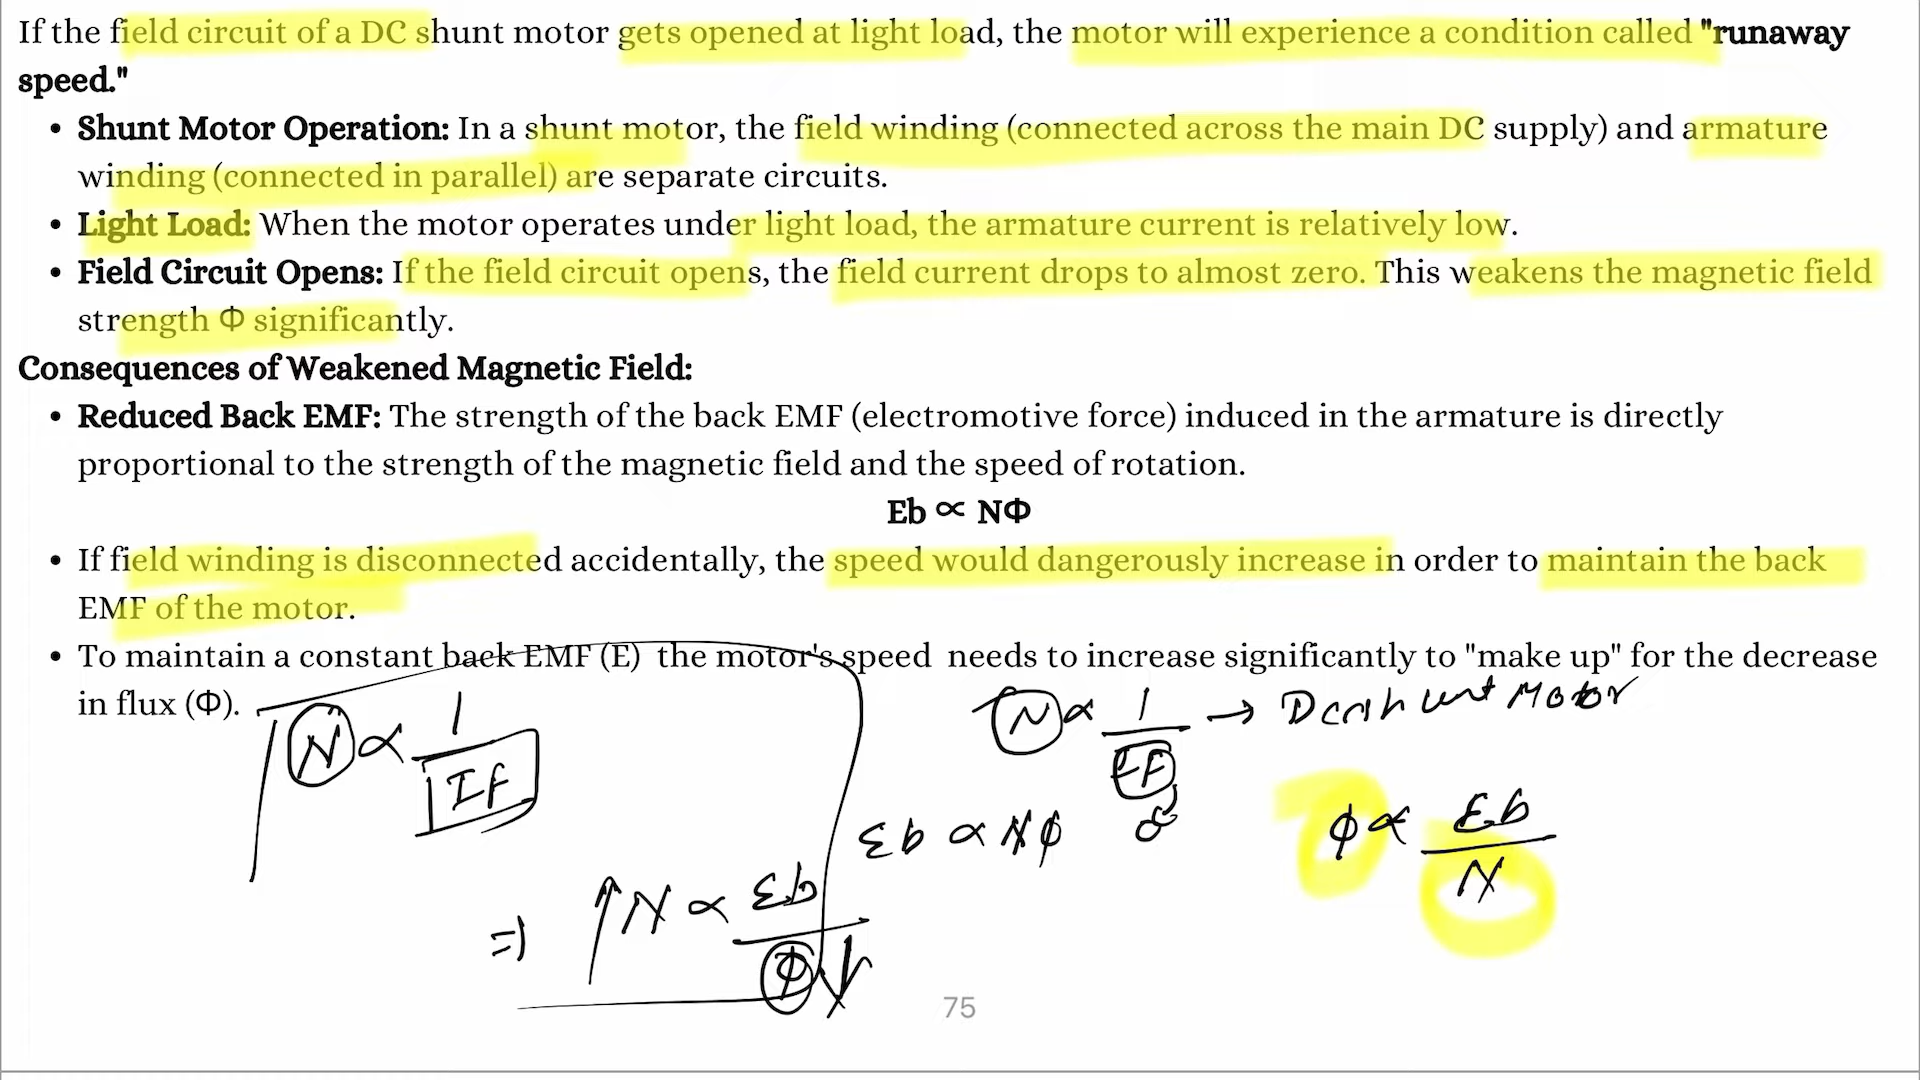 If the field circuit of a DC shunt motor gets opened at light load, the motor will experience a condition called "runaway
speed."
• Shunt Motor Operation: In a shunt motor, the field winding (connected across the main DC supply) and armature
winding (connected in parallel) are separate circuits.
• Light Load: When the motor operates under light load, the armature current is relatively low.
• Field Circuit Opens: If the field circuit opens, the field current drops to almost zero. This weakens the magnetic field
strength Φ significantly.
Consequences of Weakened Magnetic Field:
• Reduced Back EMF: The strength of the back EMF (electromotive force) induced in the armature is directly
proportional to the strength of the magnetic field and the speed of rotation.
Eb ∝ NΦ
• If field winding is disconnected accidentally, the speed would dangerously increase in order to maintain the back
EMF of the motor.
• To maintain a constant back EMF (E) the motor's speed needs to increase significantly to "make up" for the decrease
in flux (Φ).
N ∝ 1
If
N ∝ 1 → Motor
Eb ∝ Nφ
φ ∝ Eb
N
⇒ ↑N ∝ Eb
Φ↓
75